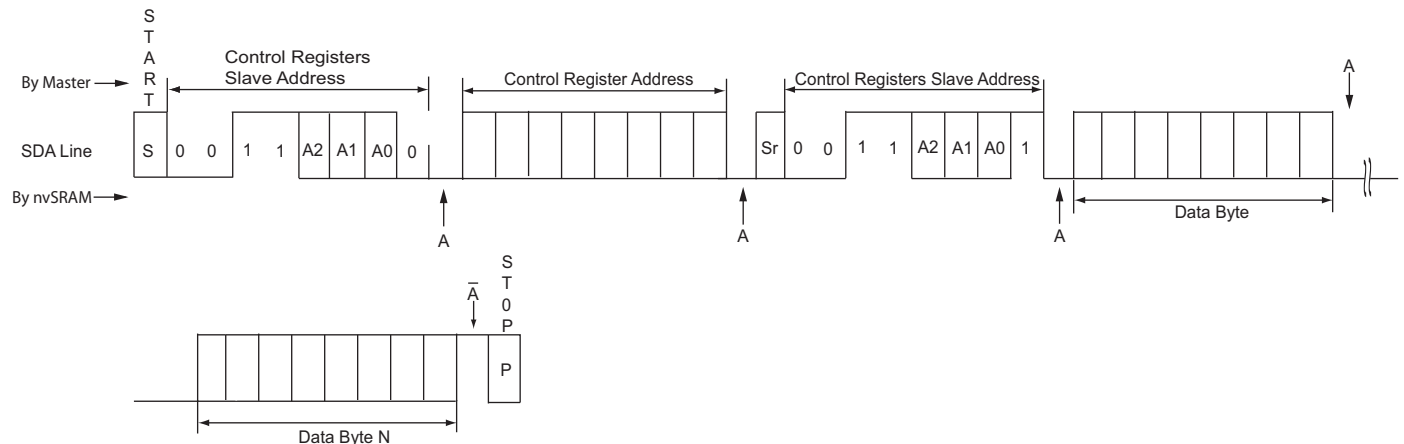 START
Control Registers
Slave Address
By Master
Control Register Address
Control Registers Slave Address
A
SDA Line
S 0 0 1 1 A2 A1 A0 0
Sr 0 0 1 1 A2 A1 A0 1
By nvSRAM
A
A
A
Data Byte
Ā
ST0P
P
Data Byte N